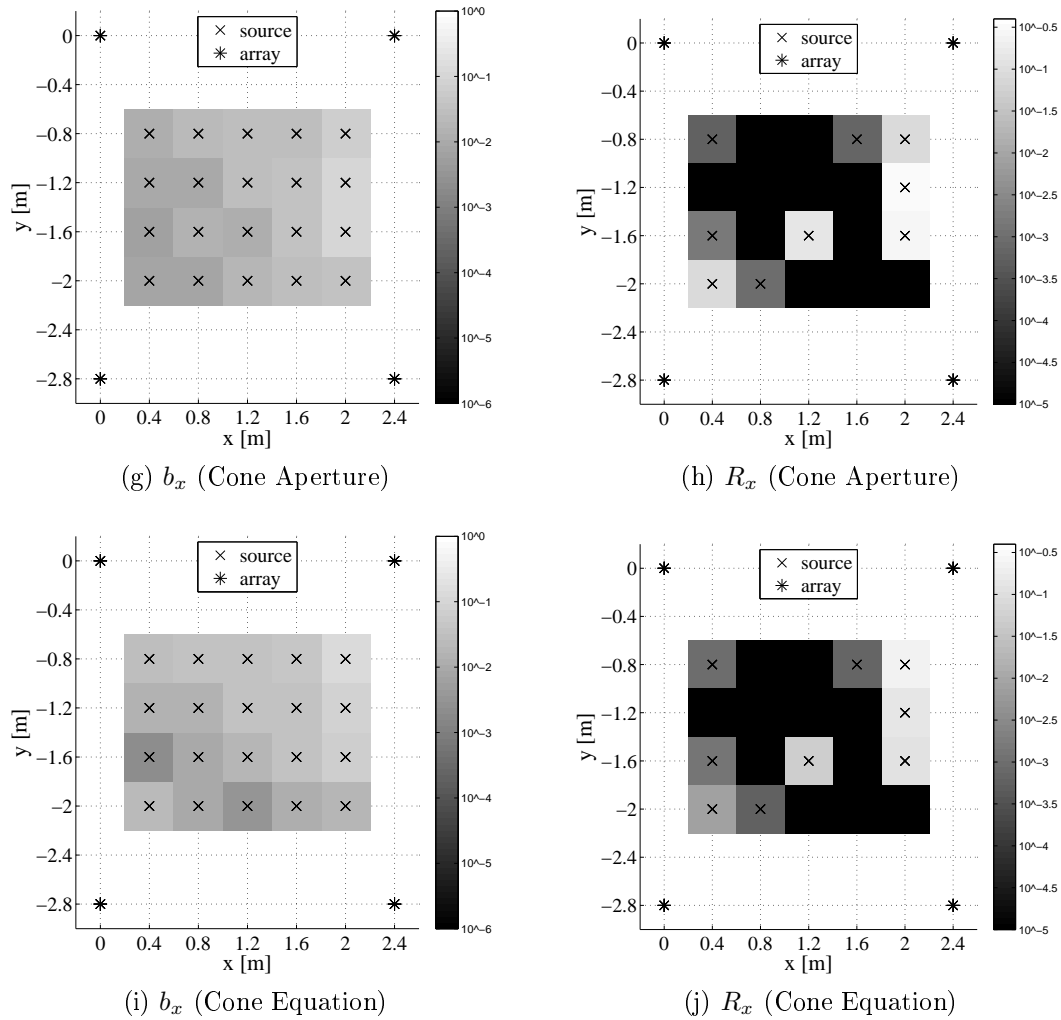 source
array
0
−0.4
−0.8
−1.2
−1.6
−2
−2.4
−2.8
y [m]
0 0.4 0.8 1.2 1.6 2 2.4
x [m]
10^0
10^−1
10^−2
10^−3
10^−4
10^−5
10^−6
(g) b_x (Cone Aperture)
source
array
0
−0.4
−0.8
−1.2
−1.6
−2
−2.4
−2.8
y [m]
0 0.4 0.8 1.2 1.6 2 2.4
x [m]
10^−0.5
10^−1
10^−1.5
10^−2
10^−2.5
10^−3
10^−3.5
10^−4
10^−4.5
10^−5
(h) R_x (Cone Aperture)
source
array
0
−0.4
−0.8
−1.2
−1.6
−2
−2.4
−2.8
y [m]
0 0.4 0.8 1.2 1.6 2 2.4
x [m]
10^0
10^−1
10^−2
10^−3
10^−4
10^−5
10^−6
(i) b_x (Cone Equation)
source
array
0
−0.4
−0.8
−1.2
−1.6
−2
−2.4
−2.8
y [m]
0 0.4 0.8 1.2 1.6 2 2.4
x [m]
10^−0.5
10^−1
10^−1.5
10^−2
10^−2.5
10^−3
10^−3.5
10^−4
10^−4.5
10^−5
(j) R_x (Cone Equation)